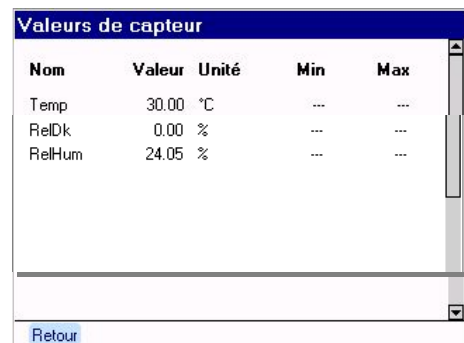 Valeurs de capteur
Nom Valeur Unité Min Max
Temp 30.00 °C --- ---
RelDk 0.00 % --- ---
RelHum 24.05 % --- ---
Retour